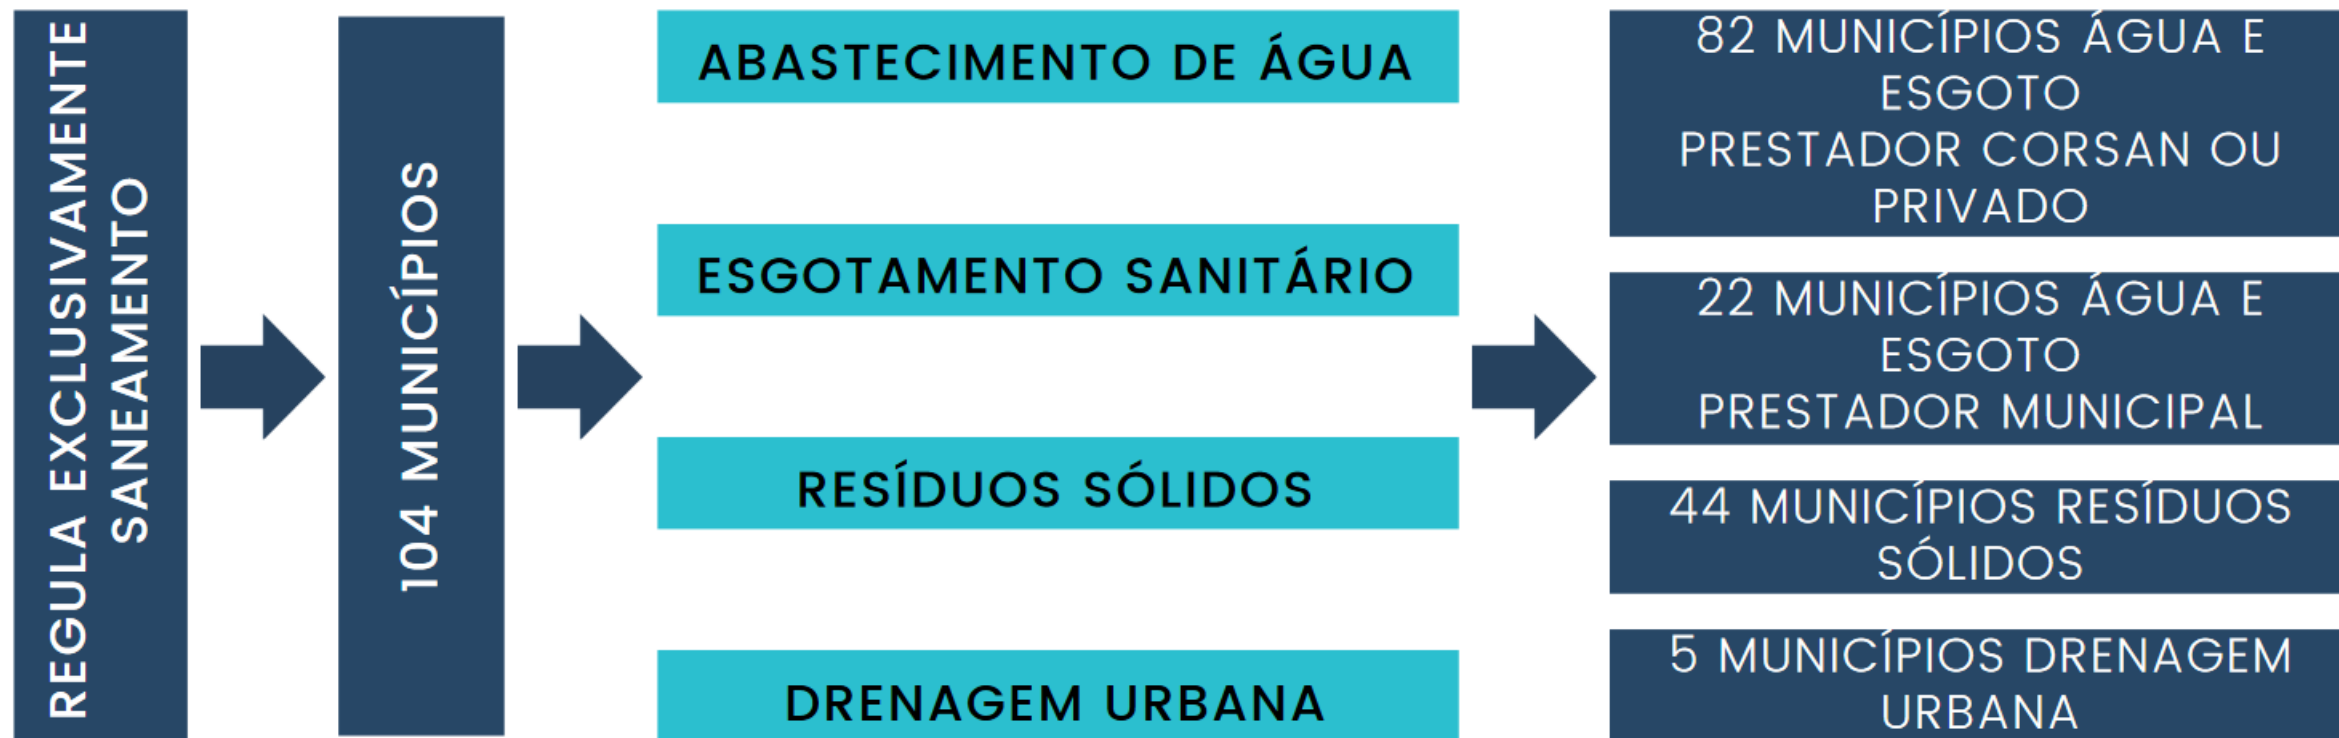 REGULA EXCLUSIVAMENTE
SANEAMENTO
104 MUNICÍPIOS
ABASTECIMENTO DE ÁGUA
ESGOTAMENTO SANITÁRIO
RESÍDUOS SÓLIDOS
DRENAGEM URBANA
82 MUNICÍPIOS ÁGUA E
ESGOTO
PRESTADOR CORSAN OU
PRIVADO
22 MUNICÍPIOS ÁGUA E
ESGOTO
PRESTADOR MUNICIPAL
44 MUNICÍPIOS RESÍDUOS
SÓLIDOS
5 MUNICÍPIOS DRENAGEM
URBANA